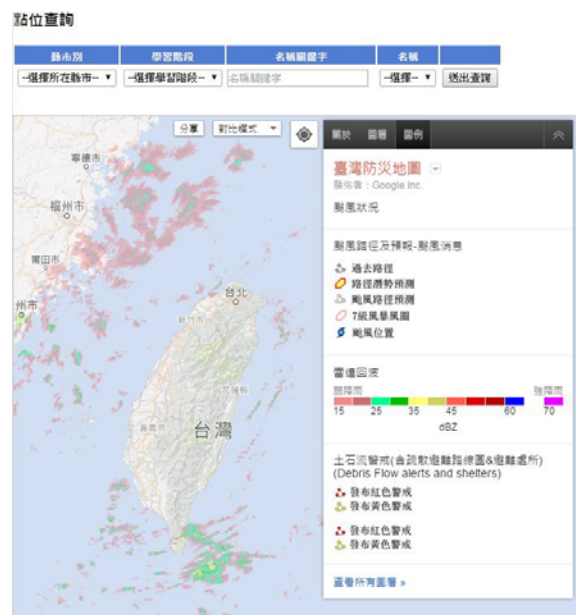 點位查詢
縣市別 學習階段 名稱關鍵字 名稱
--選擇所在縣市-- --選擇學習階段-- 名稱關鍵字 --選擇-- 送出查詢
分享 對比模式 關於 圖層 圖例
臺灣防災地圖
發佈者：Google Inc.
颱風狀況
颱風路徑及預報-颱風消息
過去路徑
路徑潛勢預測
颱風路徑預測
7級風暴風圈
颱風位置
雷達回波
弱降雨 強降雨
15 25 35 45 60 70
dBZ
土石流警戒(含疏散避難路線圖&避難處所)
(Debris Flow alerts and shelters)
發布紅色警戒
發布黃色警戒
發布紅色警戒
發布黃色警戒
查看所有圖層 »
寧德市
福州市
莆田市
州市
台北
台灣